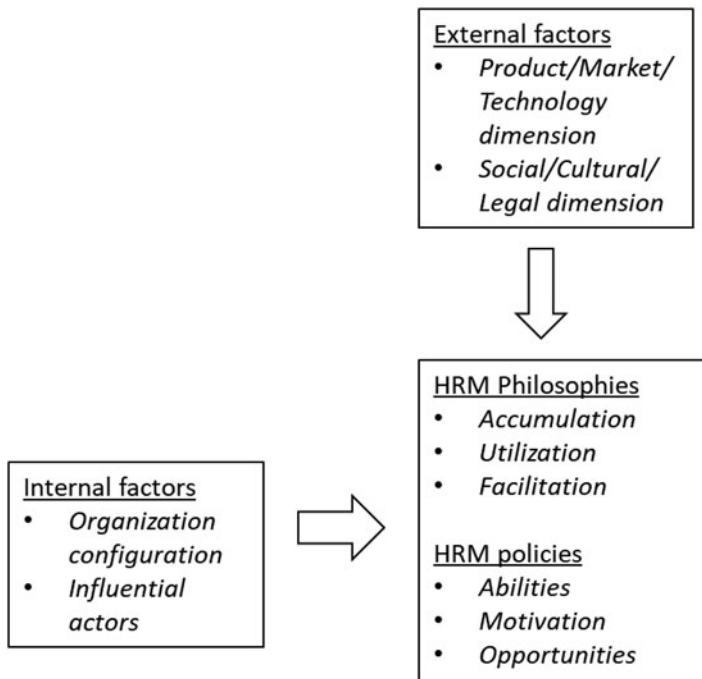 External factors
• Product/Market/
Technology
dimension
• Social/Cultural/
Legal dimension
HRM Philosophies
• Accumulation
• Utilization
• Facilitation
HRM policies
• Abilities
• Motivation
• Opportunities
Internal factors
• Organization
configuration
• Influential
actors